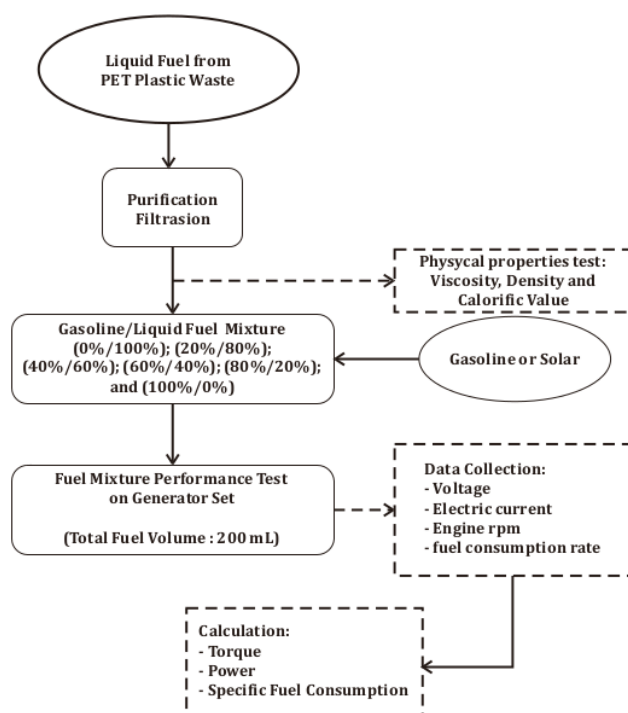 Liquid Fuel from
PET Plastic Waste
Purification
Filtrasion
Physycal properties test:
Viscosity, Density and
Calorific Value
Gasoline/Liquid Fuel Mixture
(0%/100%); (20%/80%);
(40%/60%); (60%/40%); (80%/20%);
and (100%/0%)
Gasoline or Solar
Fuel Mixture Performance Test
on Generator Set
(Total Fuel Volume : 200 mL)
Data Collection:
- Voltage
- Electric current
- Engine rpm
- fuel consumption rate
Calculation:
- Torque
- Power
- Specific Fuel Consumption